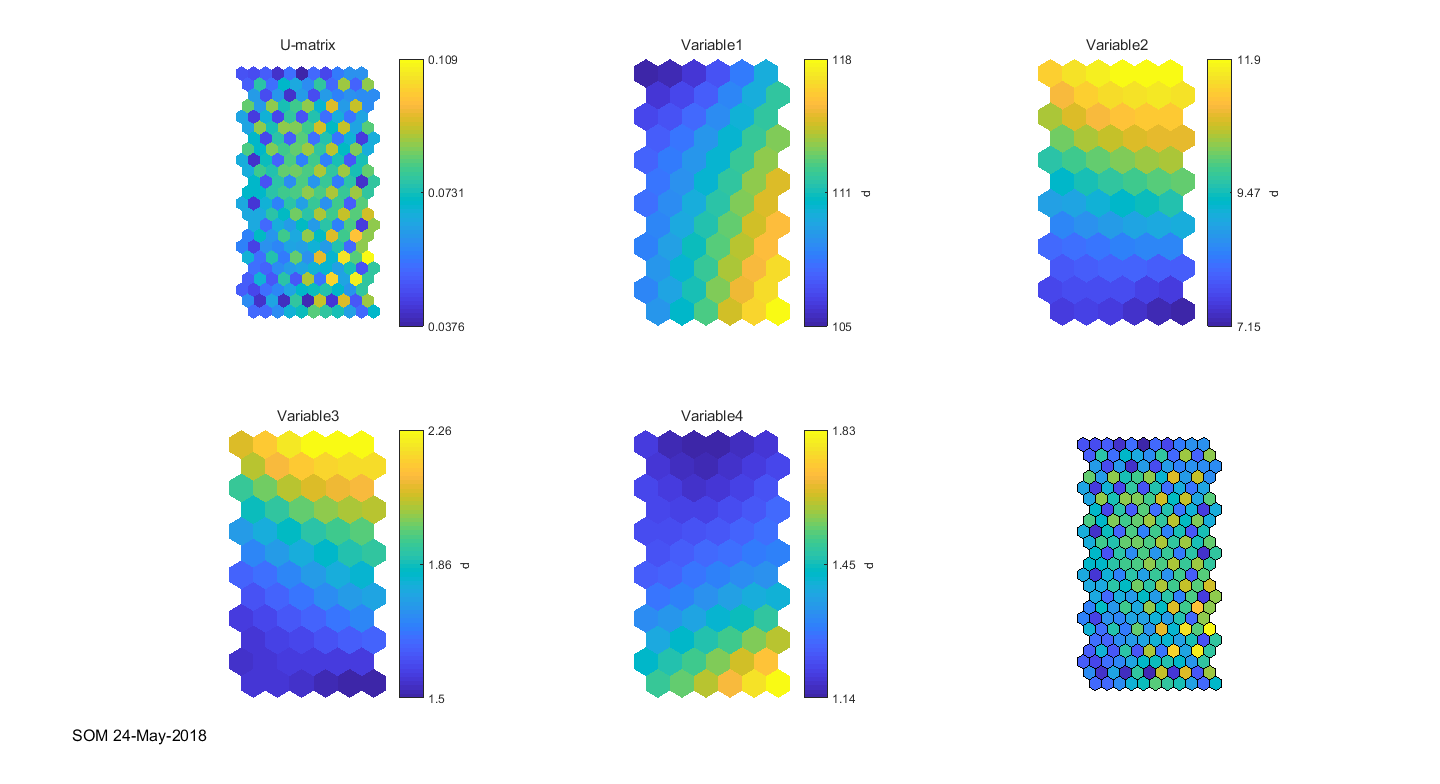 U-matrix
0.109
0.0731
0.0376
Variable1
118
111
d
105
Variable2
11.9
9.47
d
7.15
Variable3
2.26
1.86
d
1.5
Variable4
1.83
1.45
d
1.14
SOM 24-May-2018